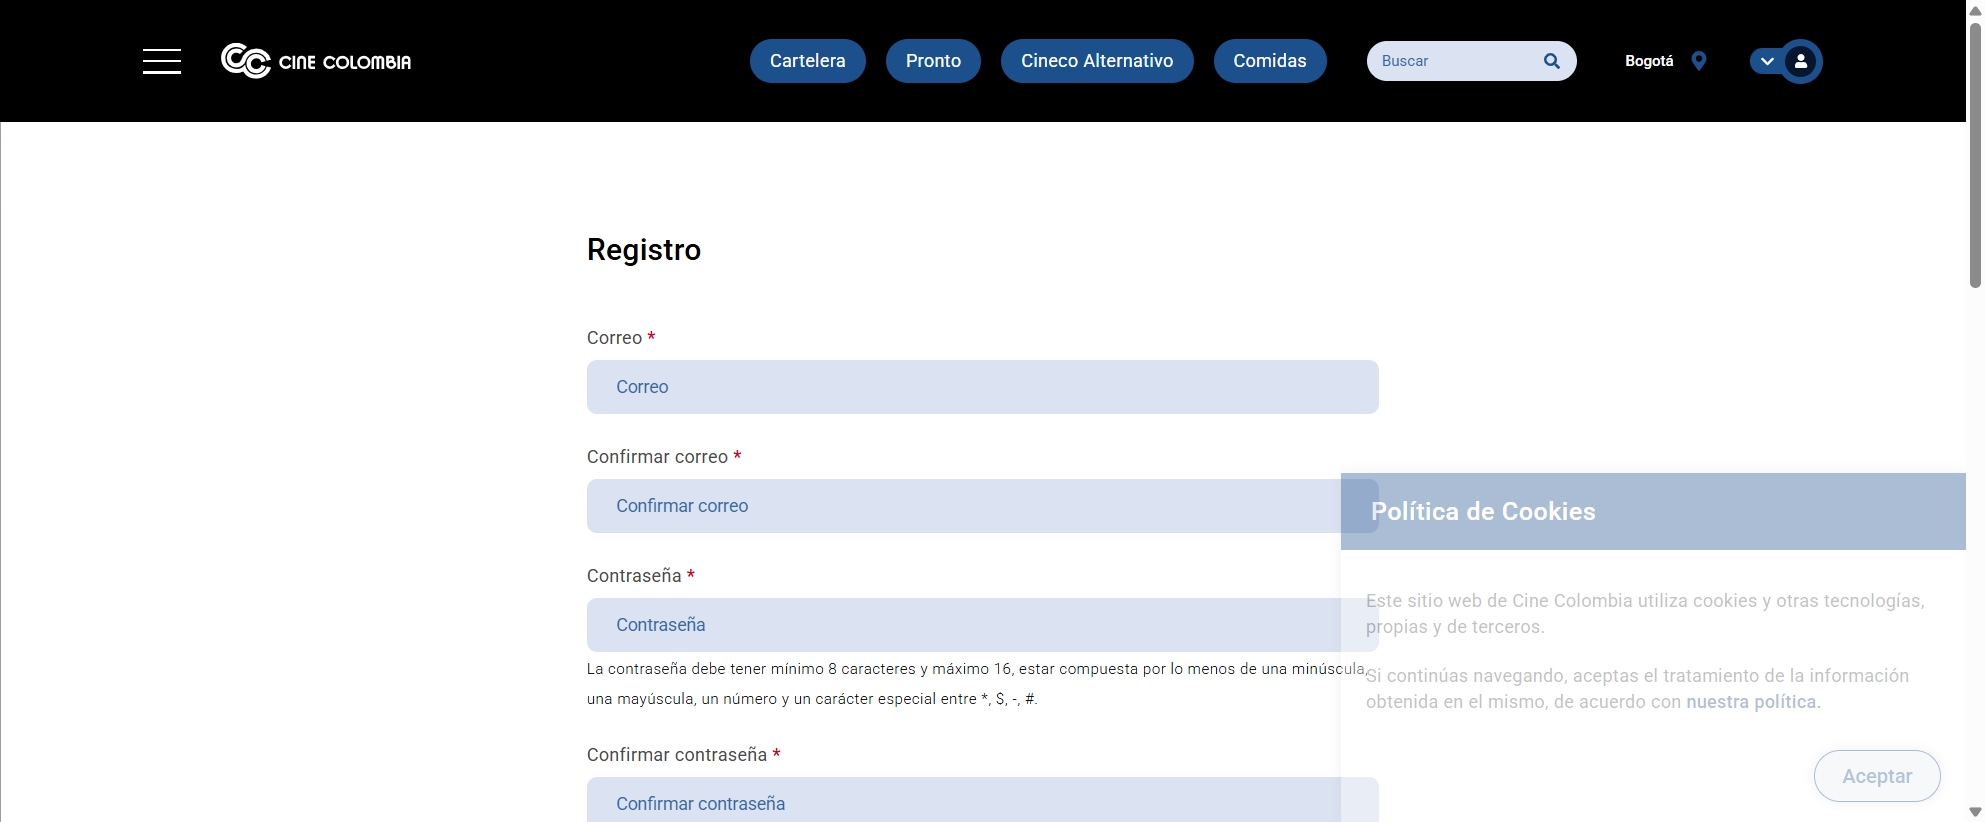 CINE COLOMBIA
Cartelera
Pronto
Cineco Alternativo
Comidas
Buscar
Bogotá
Registro
Correo *
Correo
Confirmar correo *
Confirmar correo
Contraseña *
Contraseña
La contraseña debe tener mínimo 8 caracteres y máximo 16, estar compuesta por lo menos de una minúscula,
una mayúscula, un número y un carácter especial entre *, $, -, #.
Confirmar contraseña *
Confirmar contraseña
Política de Cookies
Este sitio web de Cine Colombia utiliza cookies y otras tecnologías,
propias y de terceros.
Si continúas navegando, aceptas el tratamiento de la información
obtenida en el mismo, de acuerdo con nuestra política.
Aceptar